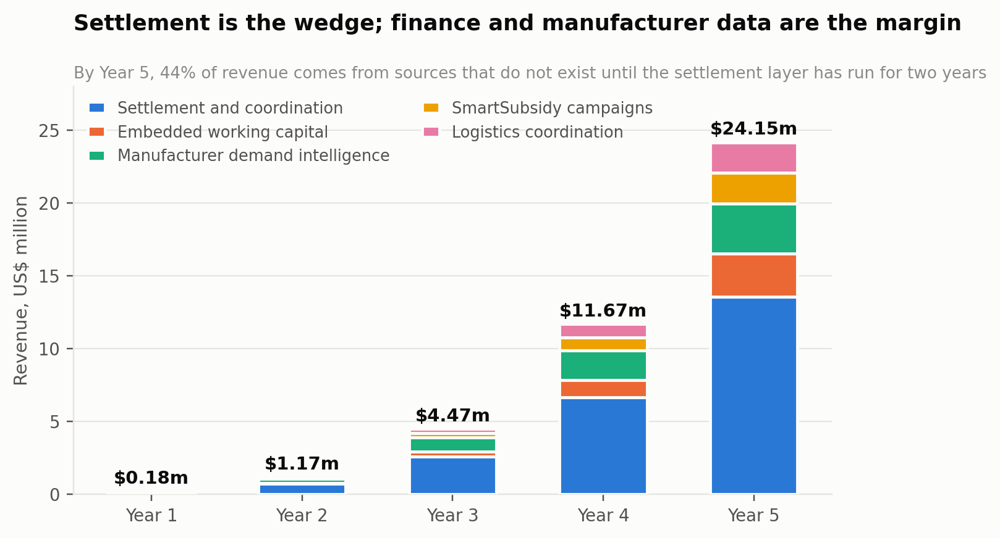 Settlement is the wedge; finance and manufacturer data are the margin
By Year 5, 44% of revenue comes from sources that do not exist until the settlement layer has run for two years
Settlement and coordination
Embedded working capital
Manufacturer demand intelligence
SmartSubsidy campaigns
Logistics coordination
Revenue, US$ million
25
20
15
10
5
0
$0.18m
$1.17m
$4.47m
$11.67m
$24.15m
Year 1
Year 2
Year 3
Year 4
Year 5